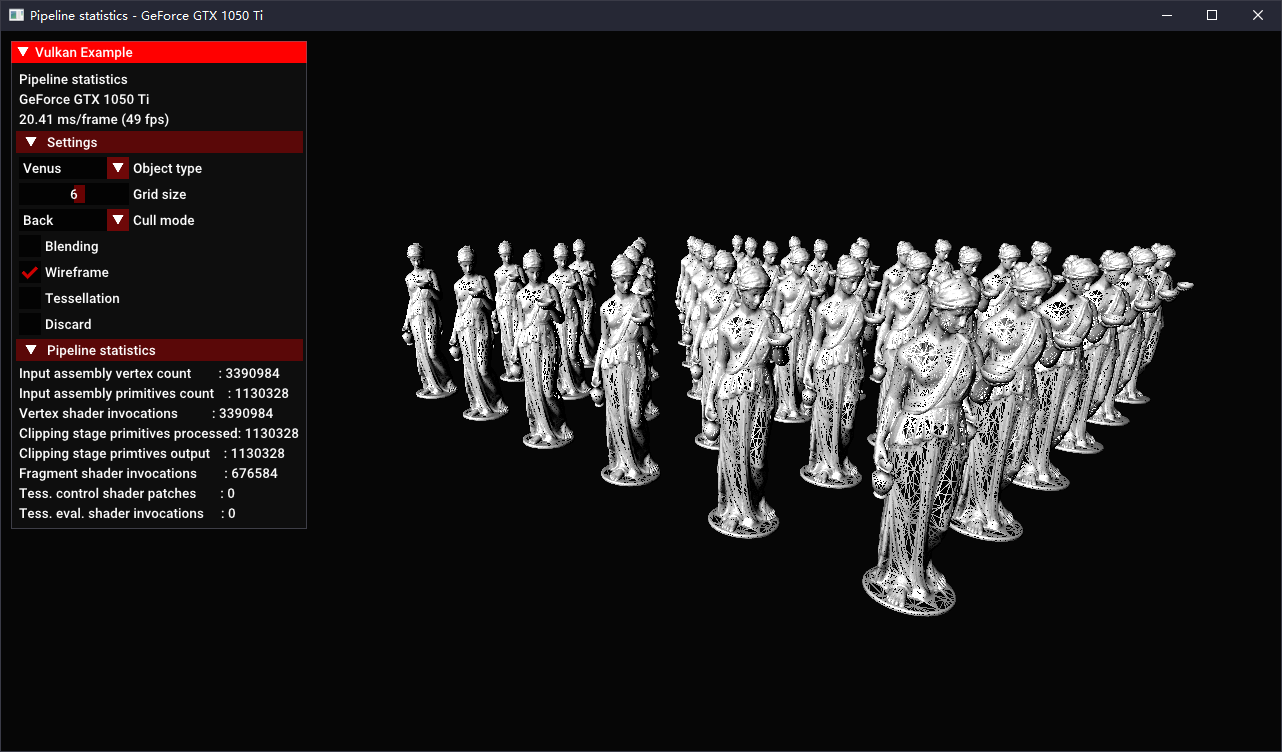 Pipeline statistics - GeForce GTX 1050 Ti
Vulkan Example
Pipeline statistics
GeForce GTX 1050 Ti
20.41 ms/frame (49 fps)
Settings
Venus Object type
6 Grid size
Back Cull mode
Blending
Wireframe
Tessellation
Discard
Pipeline statistics
Input assembly vertex count : 3390984
Input assembly primitives count : 1130328
Vertex shader invocations : 3390984
Clipping stage primitives processed: 1130328
Clipping stage primtives output : 1130328
Fragment shader invocations : 676584
Tess. control shader patches : 0
Tess. eval. shader invocations : 0